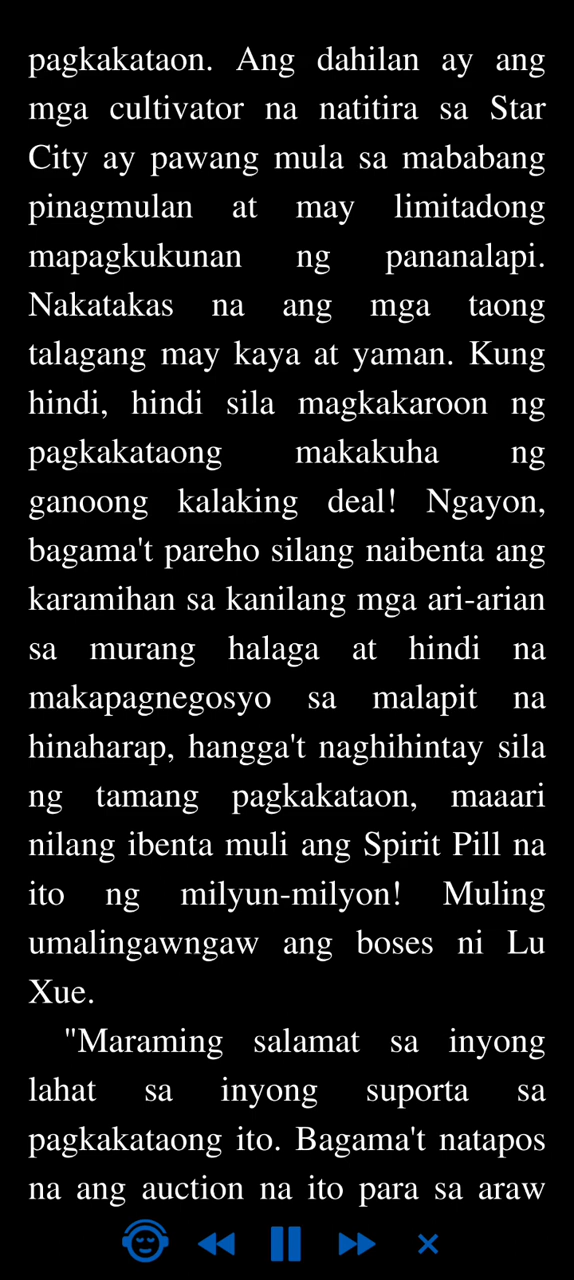 pagkakataon. Ang dahilan ay ang
mga cultivator na natitira sa Star
City ay pawang mula sa mababang
pinagmulan at may limitadong
mapagkukunan ng pananalapi.
Nakatakas na ang mga taong
talagang may kaya at yaman. Kung
hindi, hindi sila magkakaroon ng
pagkakataong makakuha ng
ganoong kalaking deal! Ngayon,
bagama't pareho silang naibenta ang
karamihan sa kanilang mga ari-arian
sa murang halaga at hindi na
makapagnegosyo sa malapit na
hinaharap, hangga't naghihintay sila
ng tamang pagkakataon, maaari
nilang ibenta muli ang Spirit Pill na
ito ng milyun-milyon! Muling
umalingawngaw ang boses ni Lu
Xue.
"Maraming salamat sa inyong
lahat sa inyong suporta sa
pagkakataong ito. Bagama't natapos
na ang auction na ito para sa araw